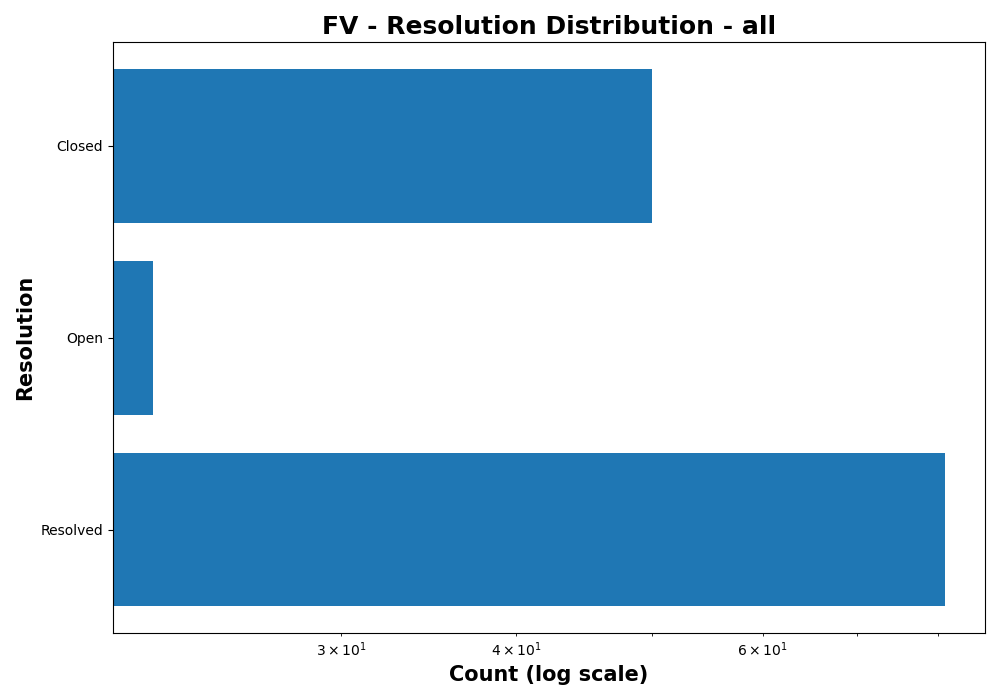 FV - Resolution Distribution - all
Closed
Open
Resolved
Resolution
3 × 10¹
4 × 10¹
6 × 10¹
Count (log scale)